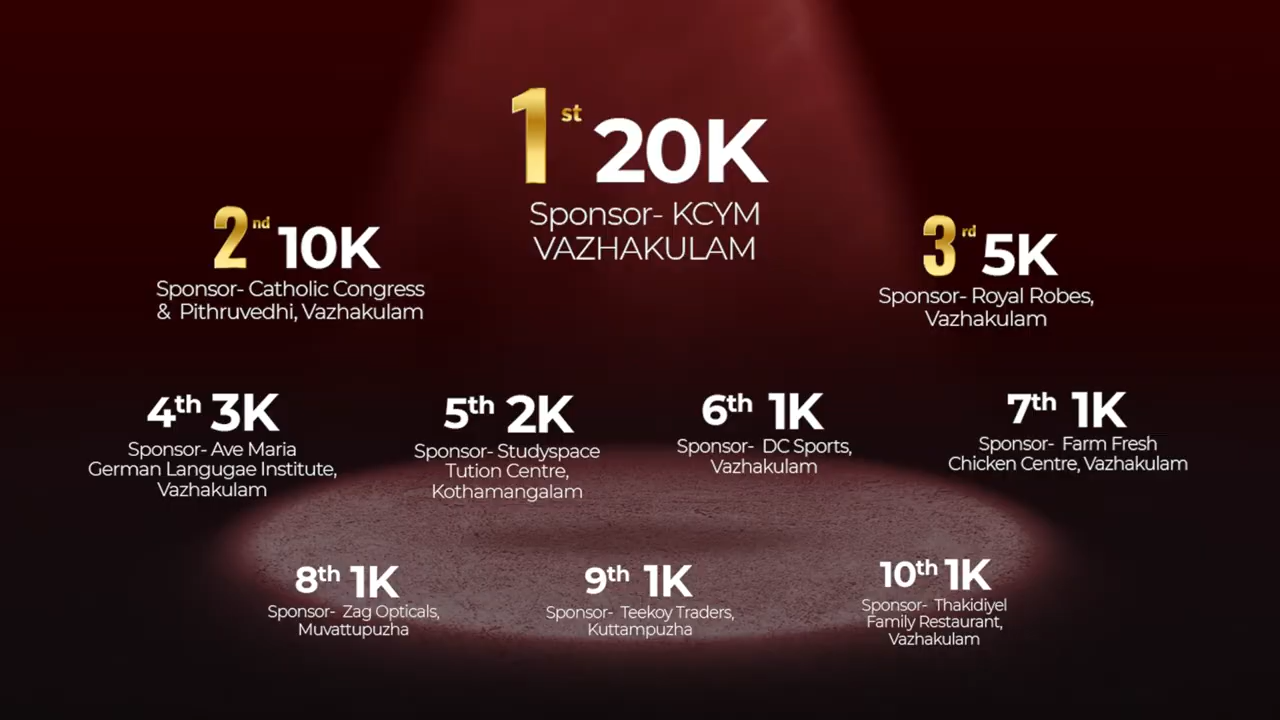 1st 20K
Sponsor- KCYM
VAZHAKULAM
2nd 10K
Sponsor- Catholic Congress
& Pithruvedhi, Vazhakulam
3rd 5K
Sponsor- Royal Robes,
Vazhakulam
4th 3K
Sponsor- Ave Maria
German Langugae Institute,
Vazhakulam
5th 2K
Sponsor- Studyspace
Tution Centre,
Kothamangalam
6th 1K
Sponsor- DC Sports,
Vazhakulam
7th 1K
Sponsor- Farm Fresh
Chicken Centre, Vazhakulam
8th 1K
Sponsor- Zag Opticals,
Muvattupuzha
9th 1K
Sponsor- Teekoy Traders,
Kuttampuzha
10th 1K
Sponsor- Thakidiyel
Family Restaurant,
Vazhakulam